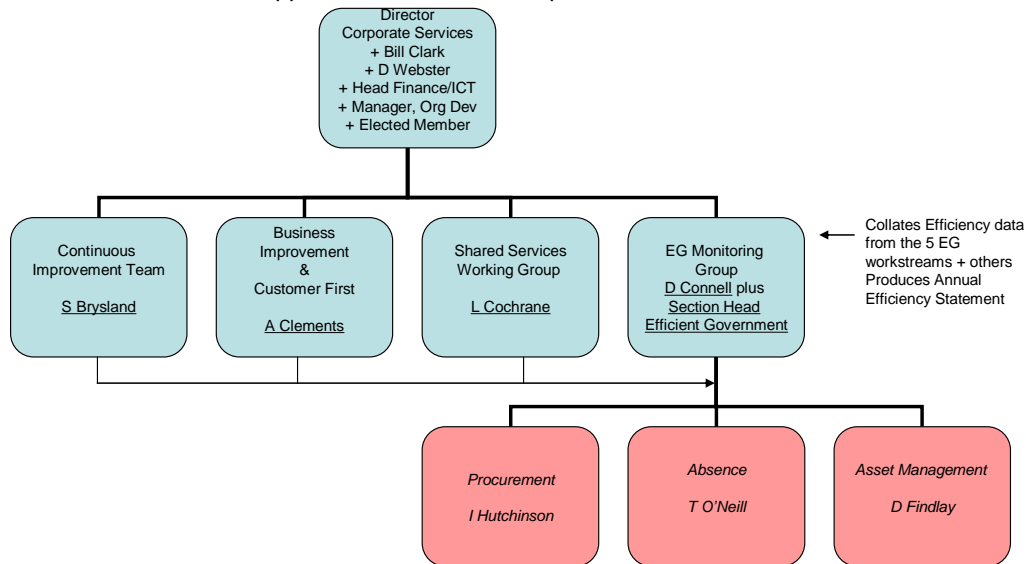 Director
Corporate Services
+ Bill Clark
+ D Webster
+ Head Finance/ICT
+ Manager, Org Dev
+ Elected Member
Continuous
Improvement Team
S Brysland
Business
Improvement
&
Customer First
A Clements
Shared Services
Working Group
L Cochrane
EG Monitoring
Group
D Connell plus
Section Head
Efficient Government
Collates Efficiency data
from the 5 EG
workstreams + others
Produces Annual
Efficiency Statement
Procurement
I Hutchinson
Absence
T O'Neill
Asset Management
D Findlay